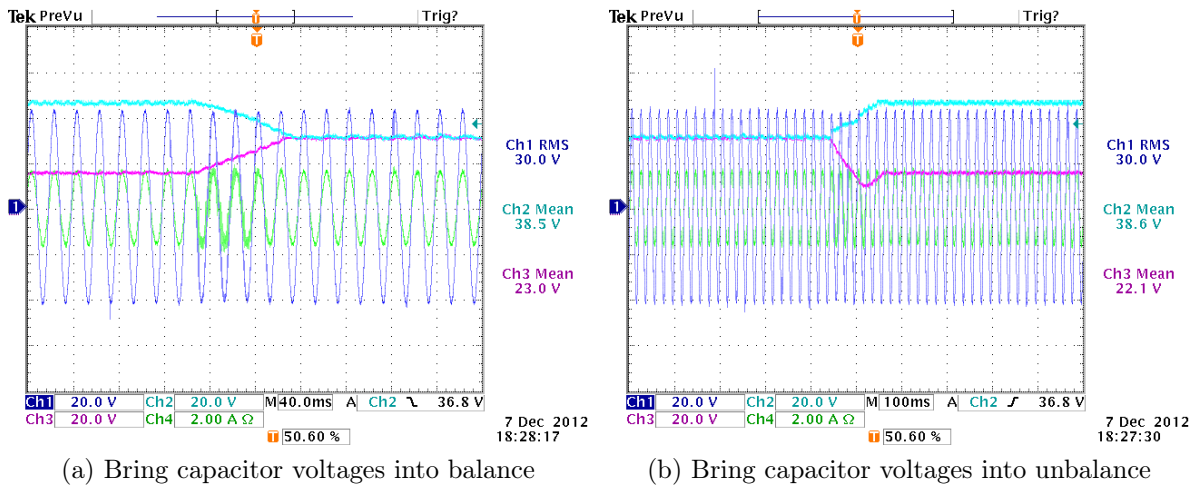 Tek PreVu Trig?
T
T
Ch1 RMS
30.0 V
Ch2 Mean
38.5 V
Ch3 Mean
23.0 V
1
Ch1 20.0 V Ch2 20.0 V M 40.0ms A Ch2 36.8 V
Ch3 20.0 V Ch4 2.00 A Ω
T 50.60 %
7 Dec 2012
18:28:17
(a) Bring capacitor voltages into balance
Tek PreVu Trig?
T
T
Ch1 RMS
30.0 V
Ch2 Mean
38.6 V
Ch3 Mean
22.1 V
1
Ch1 20.0 V Ch2 20.0 V M 100ms A Ch2 36.8 V
Ch3 20.0 V Ch4 2.00 A Ω
T 50.60 %
7 Dec 2012
18:27:30
(b) Bring capacitor voltages into unbalance